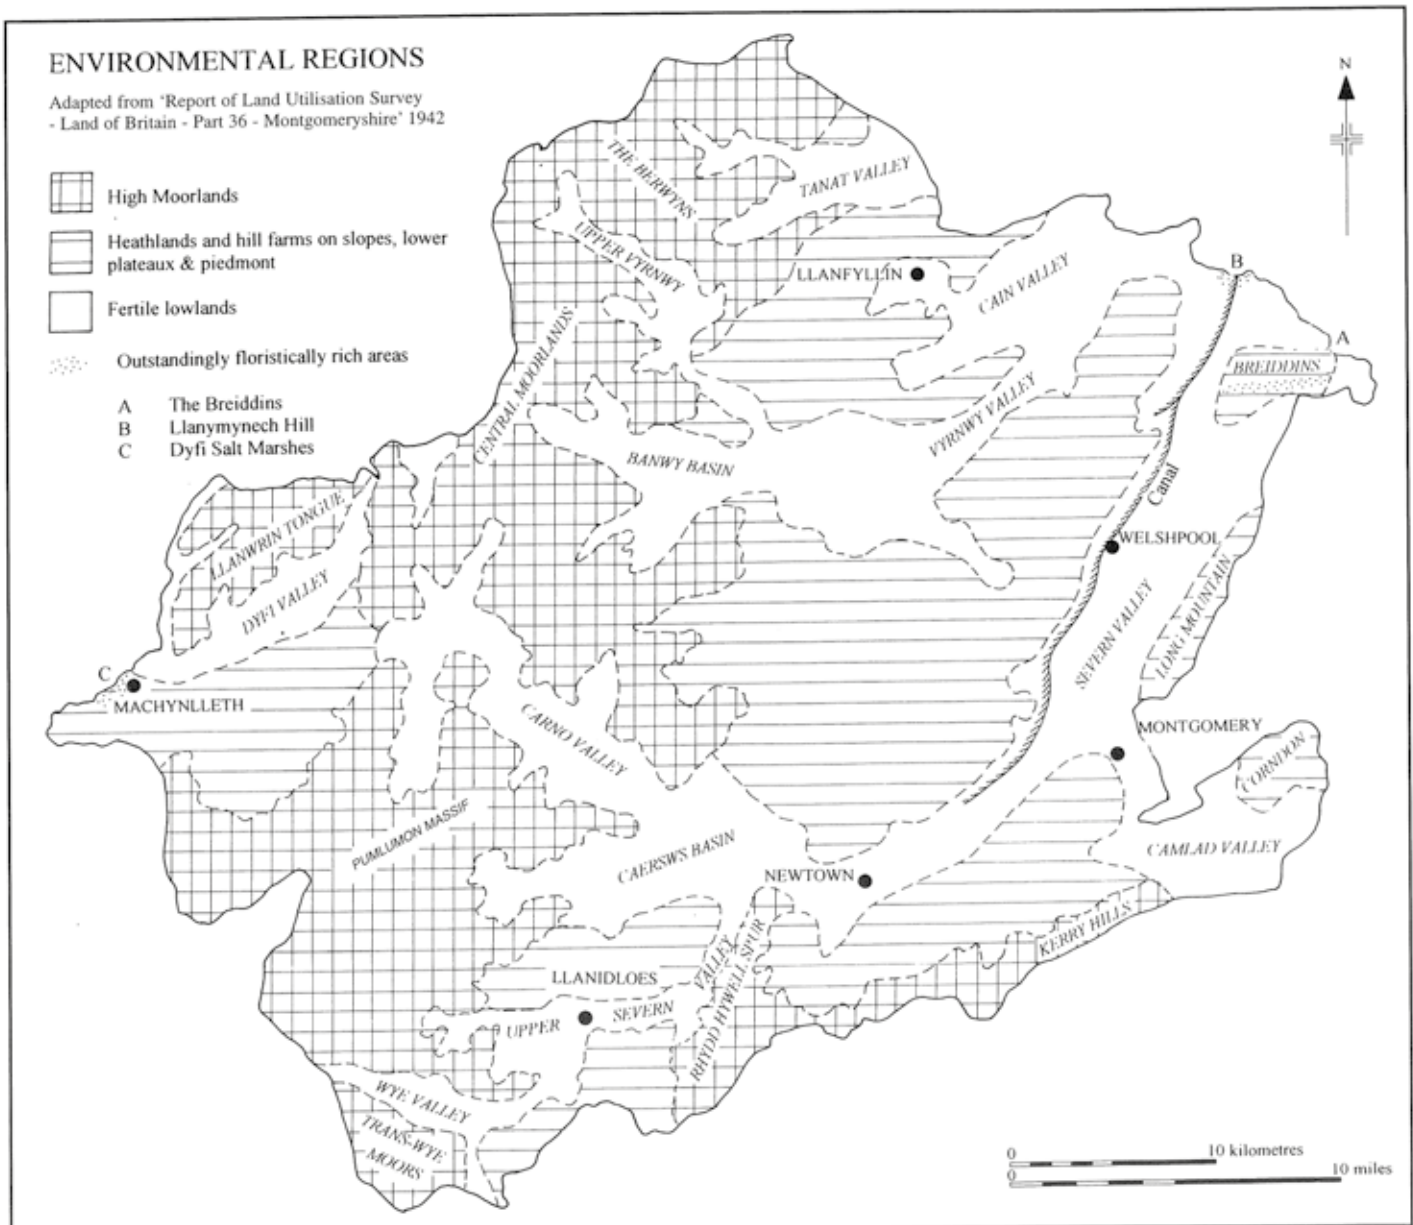 ENVIRONMENTAL REGIONS
Adapted from 'Report of Land Utilisation Survey
- Land of Britain - Part 36 - Montgomeryshire' 1942
High Moorlands
Heathlands and hill farms on slopes, lower
plateaux & piedmont
Fertile lowlands
Outstandingly floristically rich areas
A The Breiddins
B Llanymynech Hill
C Dyfi Salt Marshes
N
THE BERWYNS
TANAT VALLEY
UPPER VYRNWY
LLANFYLLIN
CAIN VALLEY
B
A
BREIDDINS
CENTRAL MOORLANDS
VYRNWY VALLEY
BANWY BASIN
Canal
LLANWRIN TONGUE
DYFI VALLEY
WELSHPOOL
SEVERN VALLEY
LONG MOUNTAIN
C
MACHYNLLETH
CARNO VALLEY
MONTGOMERY
CORNDON
PUMLUMON MASSIF
CAERSWS BASIN
CAMLAD VALLEY
NEWTOWN
KERRY HILLS
LLANIDLOES
UPPER SEVERN VALLEY
RHYDD HYWELL SPUR
WYE VALLEY
TRANS-WYE
MOORS
0 10 kilometres
0 10 miles